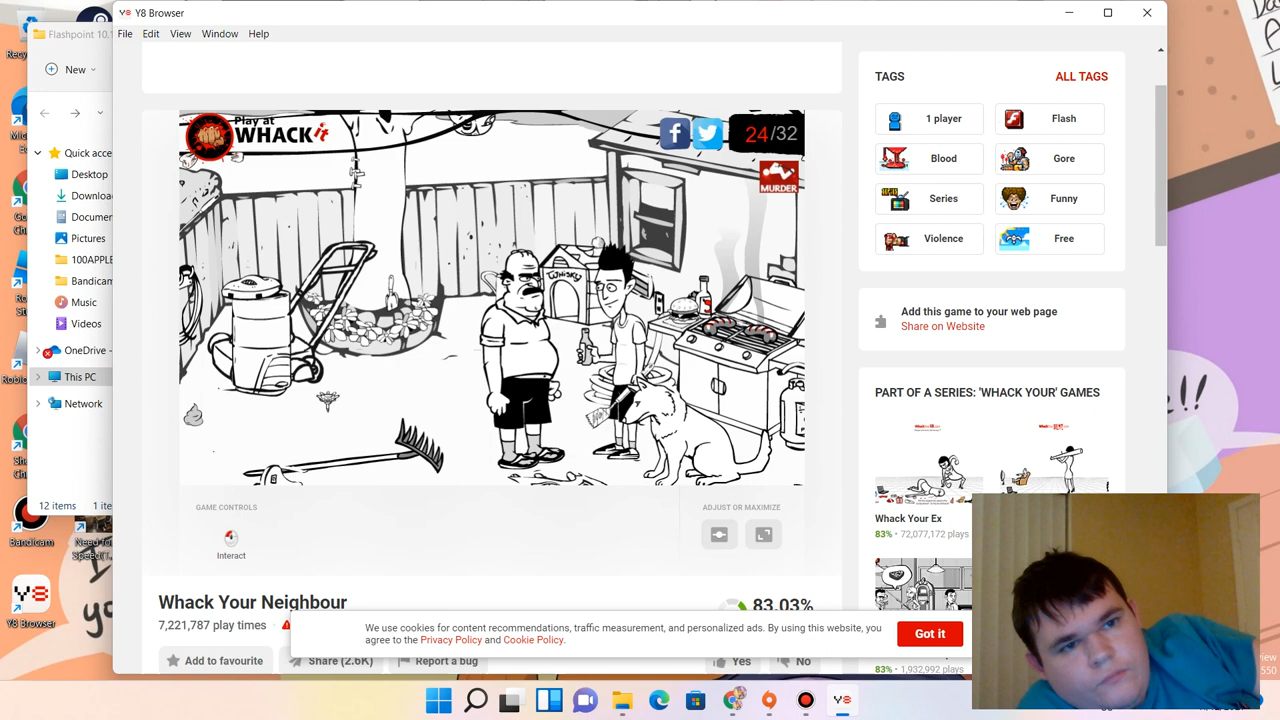 Y8 Browser
Flashpoint 10.1
File Edit View Window Help
New
Quick access
Desktop
Downloa
Documer
Pictures
100APPLE
Bandicam
Music
Videos
OneDrive -
This PC
Network
12 items 1 ite
Bandicam
Y8 Browser
Play at
WHACKit
24/32
MURDER
Whisky
GAME CONTROLS
Interact
ADJUST OR MAXIMIZE
Whack Your Neighbour
7,221,787 play times
83.03%
Add to favourite
Share (2.6K)
Report a bug
Yes
No
We use cookies for content recommendations, traffic measurement, and personalized ads. By using this website, you
agree to the Privacy Policy and Cookie Policy.
Got it
TAGS
ALL TAGS
1 player
Flash
Blood
Gore
Series
Funny
Violence
Free
Add this game to your web page
Share on Website
PART OF A SERIES: 'WHACK YOUR' GAMES
Whack Your Ex
83% • 72,077,172 plays
83% • 1,932,992 plays